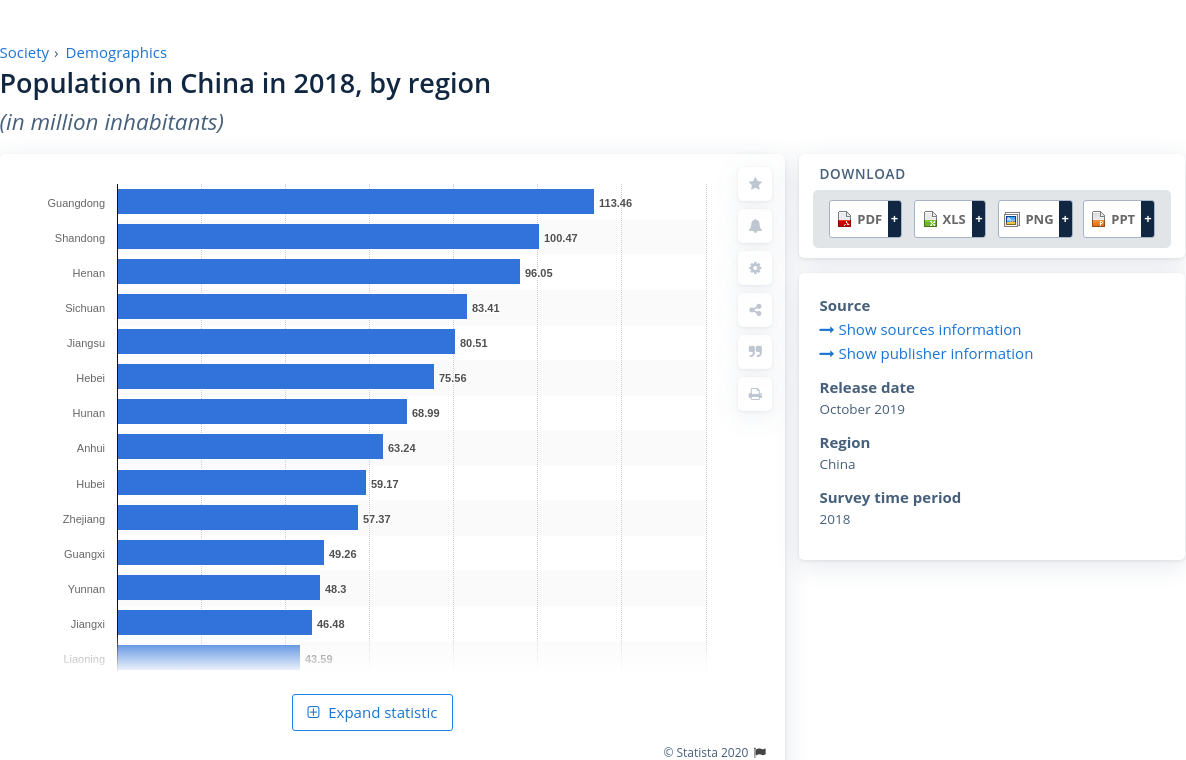 Society › Demographics
Population in China in 2018, by region
(in million inhabitants)
Guangdong 113.46
Shandong 100.47
Henan 96.05
Sichuan 83.41
Jiangsu 80.51
Hebei 75.56
Hunan 68.99
Anhui 63.24
Hubei 59.17
Zhejiang 57.37
Guangxi 49.26
Yunnan 48.3
Jiangxi 46.48
Liaoning 43.59
Expand statistic
© Statista 2020
DOWNLOAD
PDF + XLS + PNG + PPT +
Source
Show sources information
Show publisher information
Release date
October 2019
Region
China
Survey time period
2018